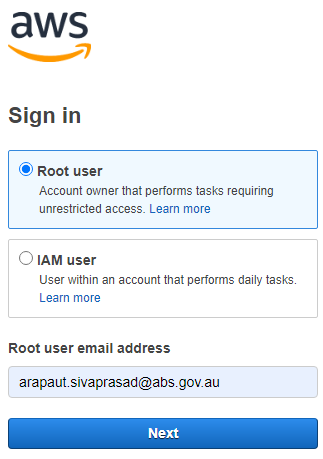 aws
Sign in
Root user
Account owner that performs tasks requiring
unrestricted access. Learn more
IAM user
User within an account that performs daily tasks.
Learn more
Root user email address
arapaut.sivaprasad@abs.gov.au
Next